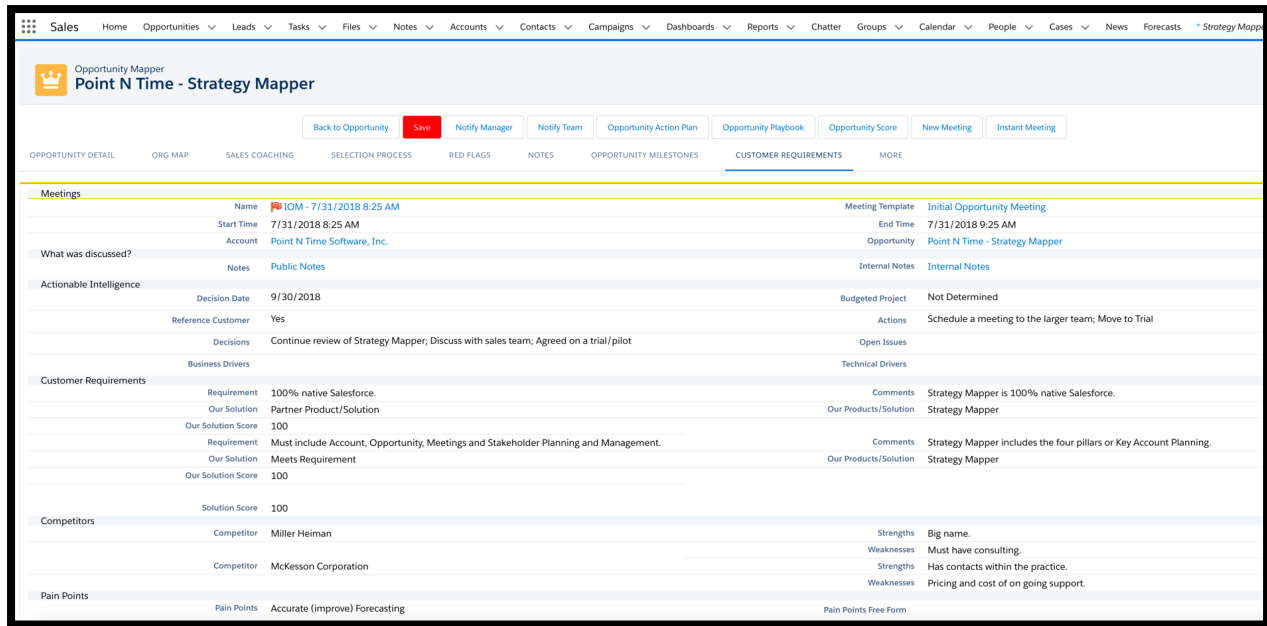 Sales Home Opportunities Leads Tasks Files Notes Accounts Contacts Campaigns Dashboards Reports Chatter Groups Calendar People Cases News Forecasts * Strategy Mappe
Opportunity Mapper
Point N Time - Strategy Mapper
Back to Opportunity Save Notify Manager Notify Team Opportunity Action Plan Opportunity Playbook Opportunity Score New Meeting Instant Meeting
OPPORTUNITY DETAIL ORG MAP SALES COACHING SELECTION PROCESS RED FLAGS NOTES OPPORTUNITY MILESTONES CUSTOMER REQUIREMENTS MORE
Meetings
Name IOM - 7/31/2018 8:25 AM Meeting Template Initial Opportunity Meeting
Start Time 7/31/2018 8:25 AM End Time 7/31/2018 9:25 AM
Account Point N Time Software, Inc. Opportunity Point N Time - Strategy Mapper
What was discussed?
Notes Public Notes Internal Notes Internal Notes
Actionable Intelligence
Decision Date 9/30/2018 Budgeted Project Not Determined
Reference Customer Yes Actions Schedule a meeting to the larger team; Move to Trial
Decisions Continue review of Strategy Mapper; Discuss with sales team; Agreed on a trial/pilot Open Issues
Business Drivers Technical Drivers
Customer Requirements
Requirement 100% native Salesforce. Comments Strategy Mapper is 100% native Salesforce.
Our Solution Partner Product/Solution Our Products/Solution Strategy Mapper
Our Solution Score 100
Requirement Must include Account, Opportunity, Meetings and Stakeholder Planning and Management. Comments Strategy Mapper includes the four pillars or Key Account Planning.
Our Solution Meets Requirement Our Products/Solution Strategy Mapper
Our Solution Score 100
Solution Score 100
Competitors
Competitor Miller Heiman Strengths Big name.
Weaknesses Must have consulting.
Competitor McKesson Corporation Strengths Has contacts within the practice.
Weaknesses Pricing and cost of on going support.
Pain Points
Pain Points Accurate (improve) Forecasting Pain Points Free Form